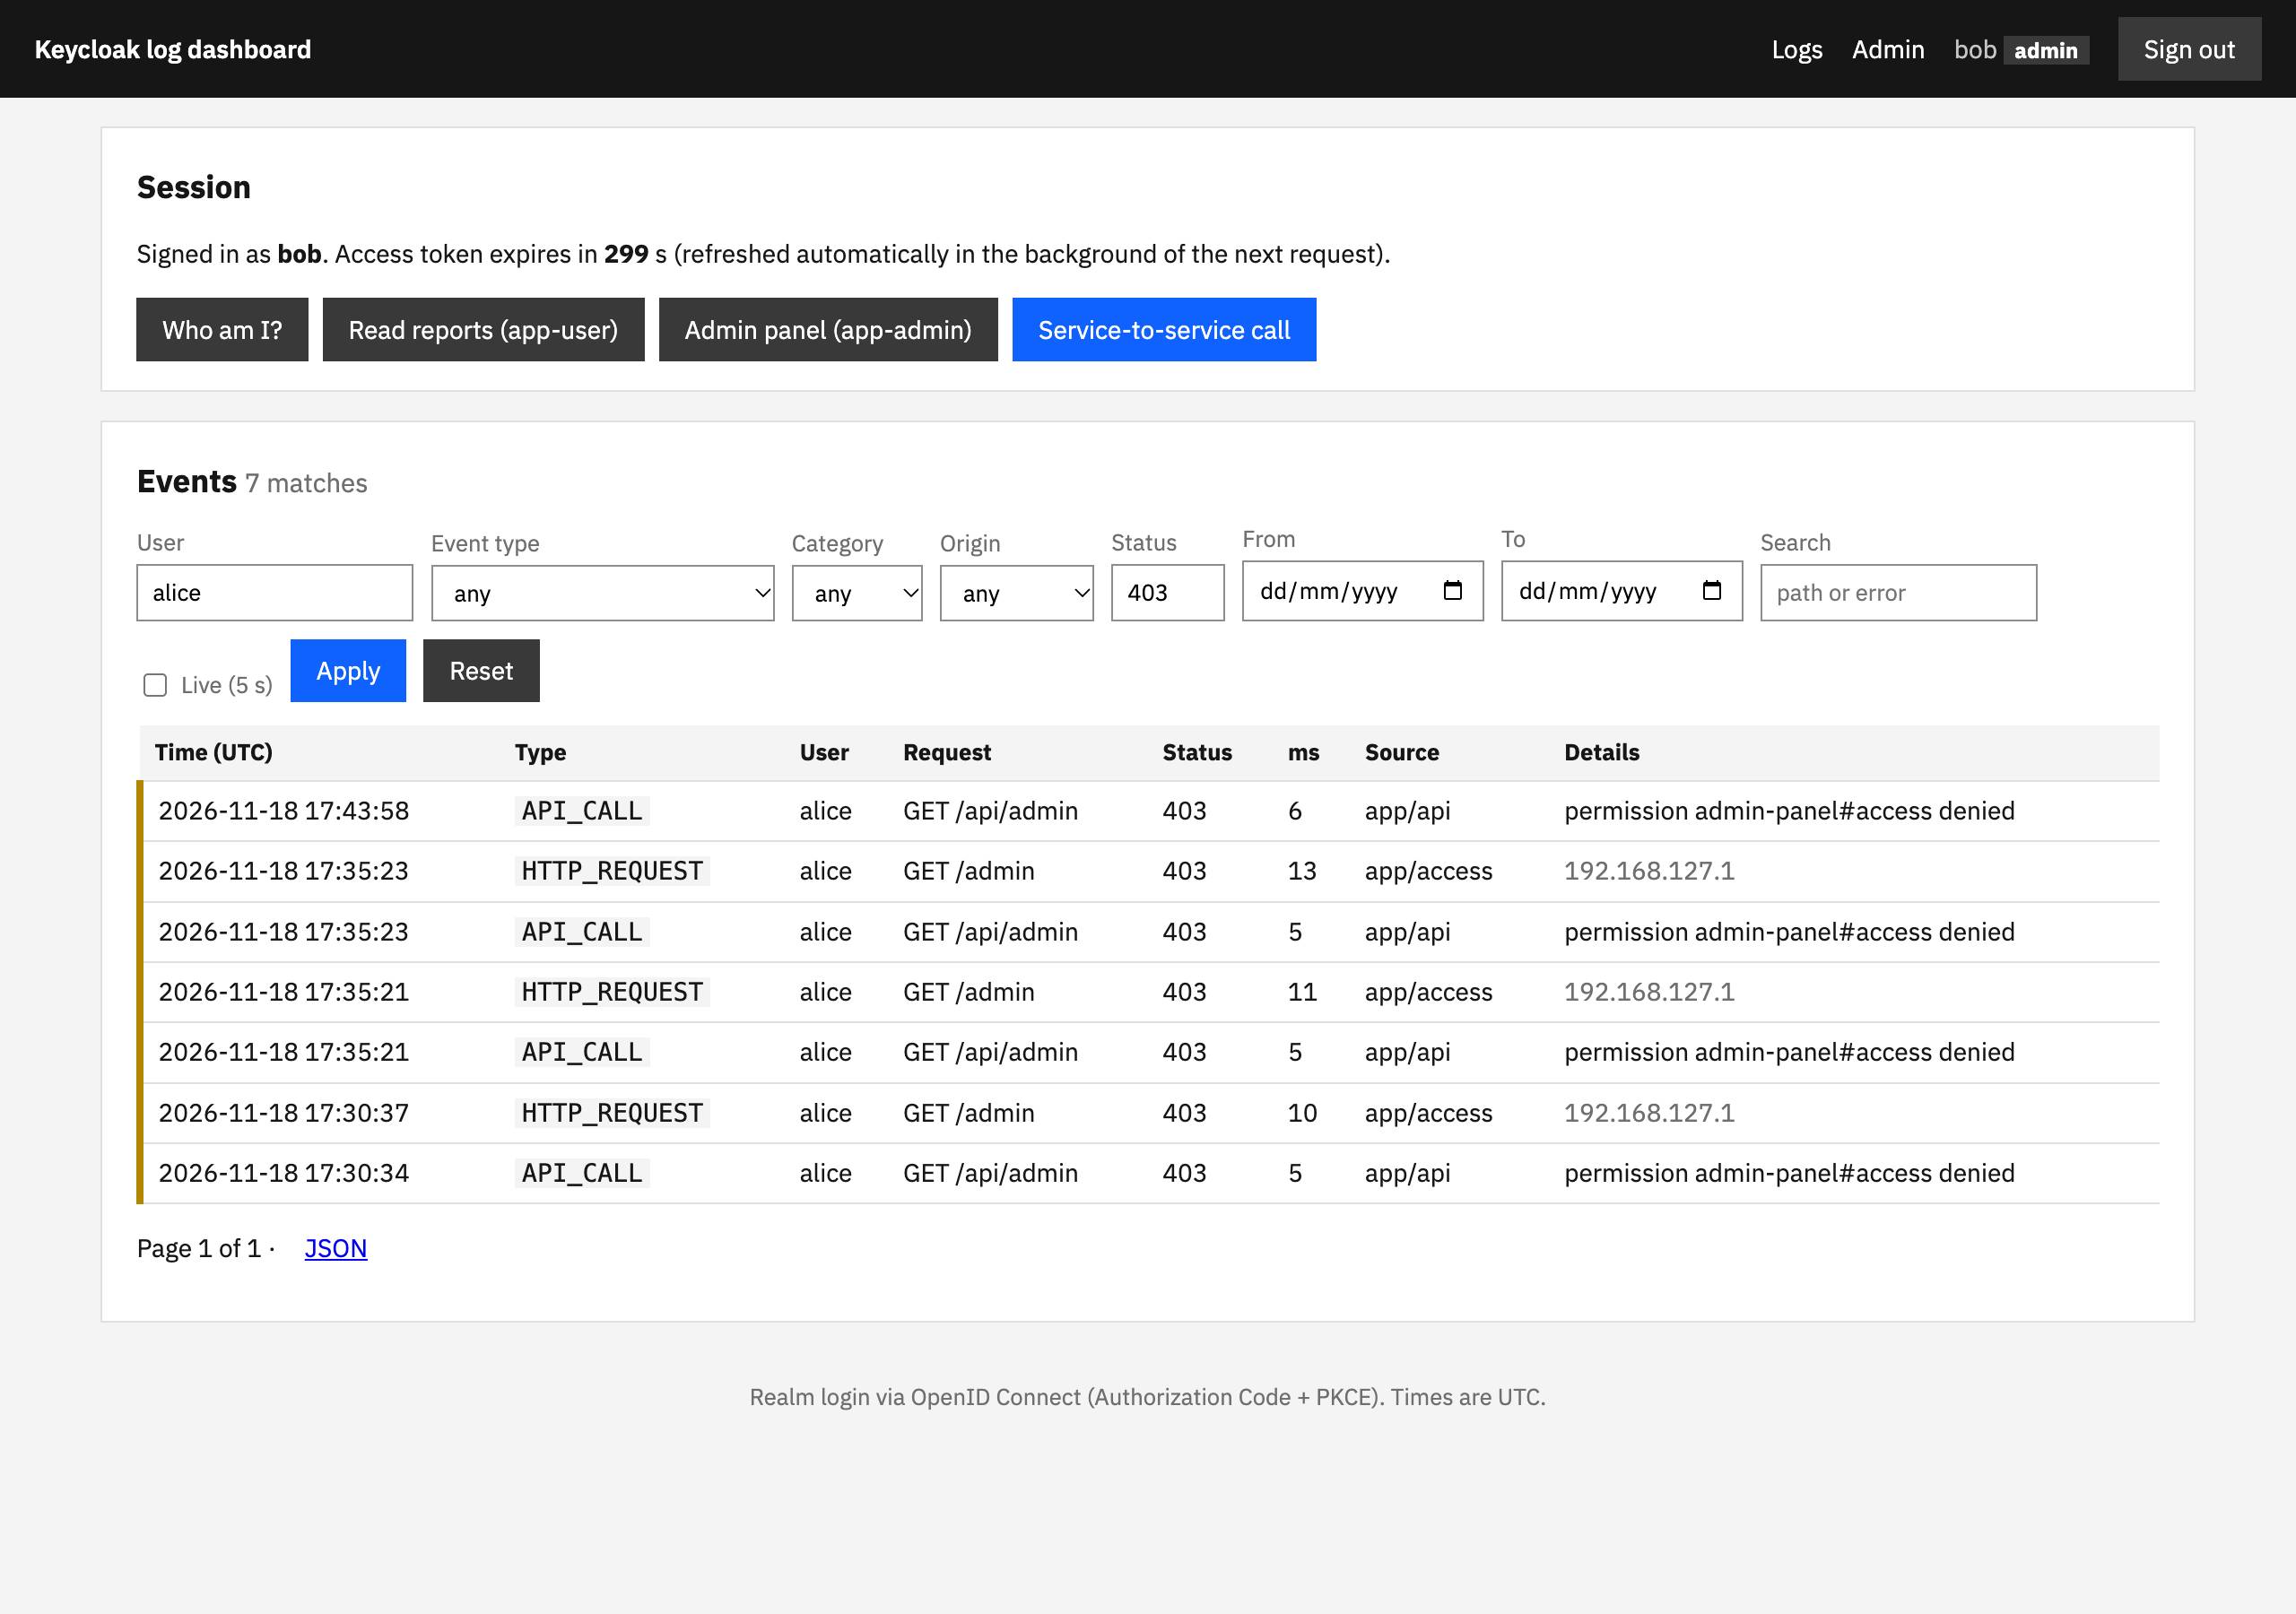 Keycloak log dashboard Logs Admin bob admin Sign out
Session
Signed in as bob. Access token expires in 299 s (refreshed automatically in the background of the next request).
Who am I? Read reports (app-user) Admin panel (app-admin) Service-to-service call
Events 7 matches
User Event type Category Origin Status From To Search
alice any any any 403 dd/mm/yyyy dd/mm/yyyy path or error
Live (5 s) Apply Reset
Time (UTC) Type User Request Status ms Source Details
2026-11-18 17:43:58 API_CALL alice GET /api/admin 403 6 app/api permission admin-panel#access denied
2026-11-18 17:35:23 HTTP_REQUEST alice GET /admin 403 13 app/access 192.168.127.1
2026-11-18 17:35:23 API_CALL alice GET /api/admin 403 5 app/api permission admin-panel#access denied
2026-11-18 17:35:21 HTTP_REQUEST alice GET /admin 403 11 app/access 192.168.127.1
2026-11-18 17:35:21 API_CALL alice GET /api/admin 403 5 app/api permission admin-panel#access denied
2026-11-18 17:30:37 HTTP_REQUEST alice GET /admin 403 10 app/access 192.168.127.1
2026-11-18 17:30:34 API_CALL alice GET /api/admin 403 5 app/api permission admin-panel#access denied
Page 1 of 1 · JSON
Realm login via OpenID Connect (Authorization Code + PKCE). Times are UTC.